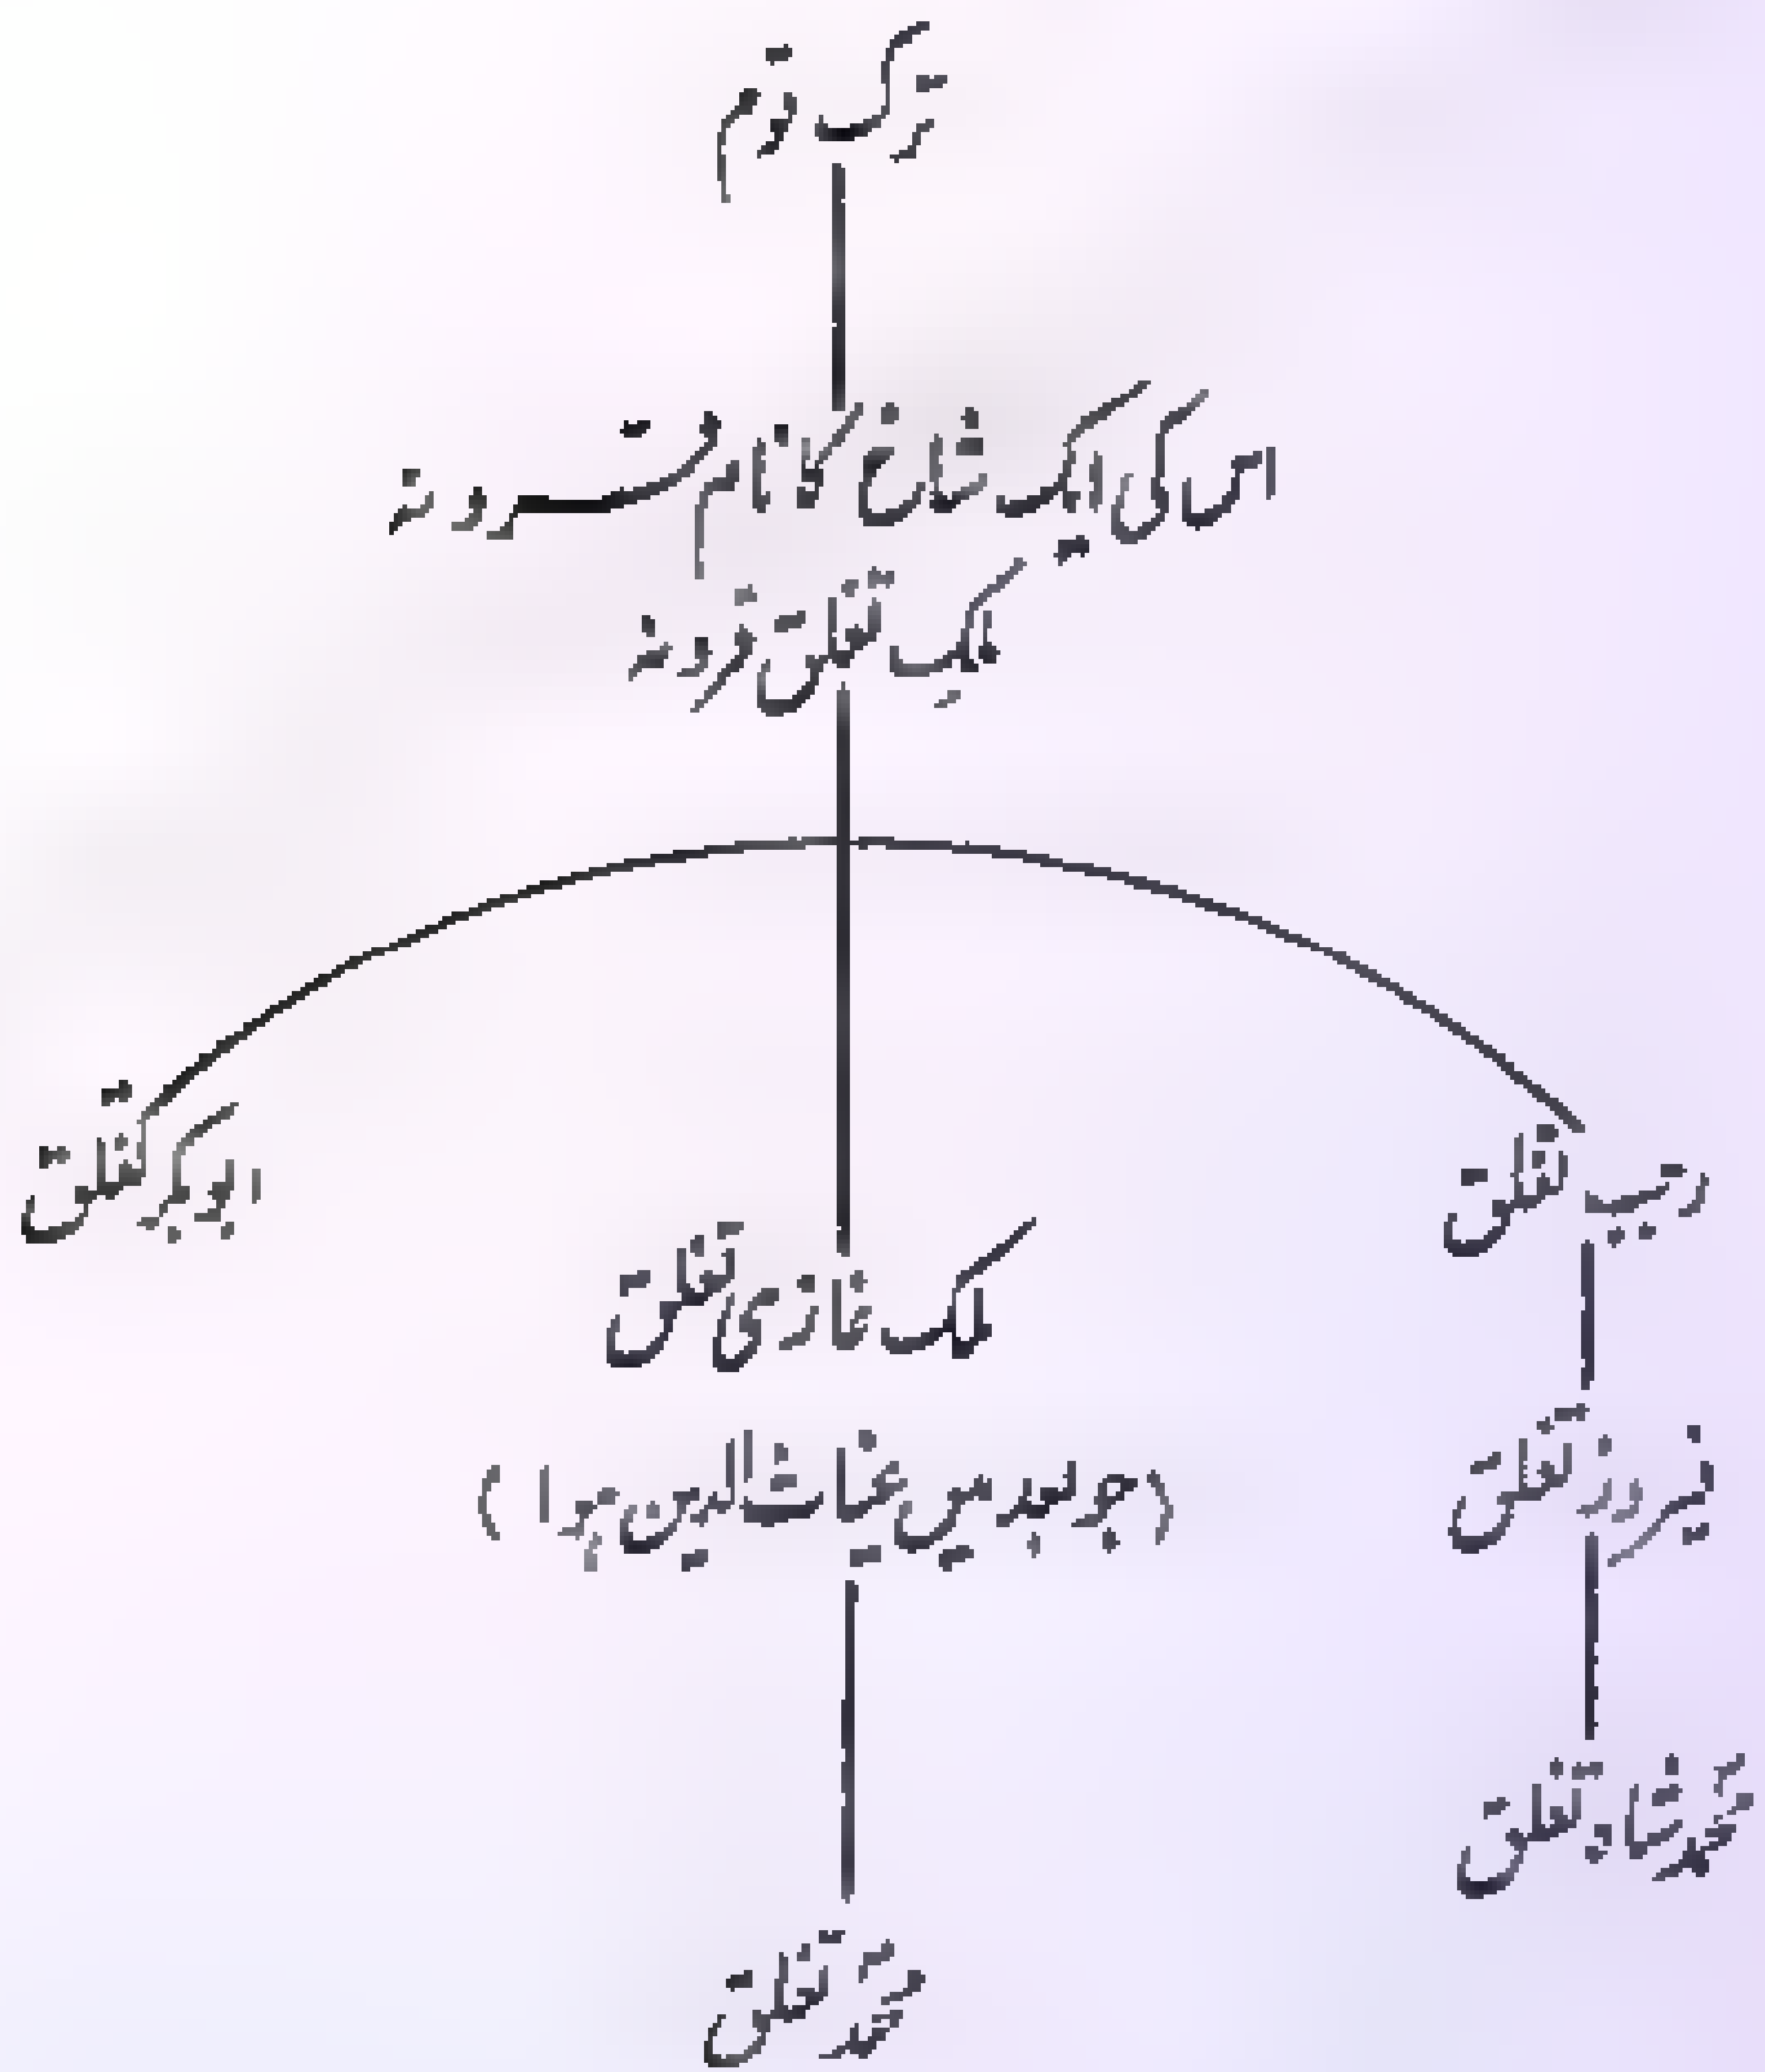 ترک قوم
اس کی ایک شاخ کا نام قرونہ
ملک تغلق قرونہ
ابوبکر تغلق
رجب تغلق
ملک غازی تغلق
فیروز تغلق
(جو بعد میں غیاث الدین ہوا)
محمد شاہ تغلق
محمد تغلق